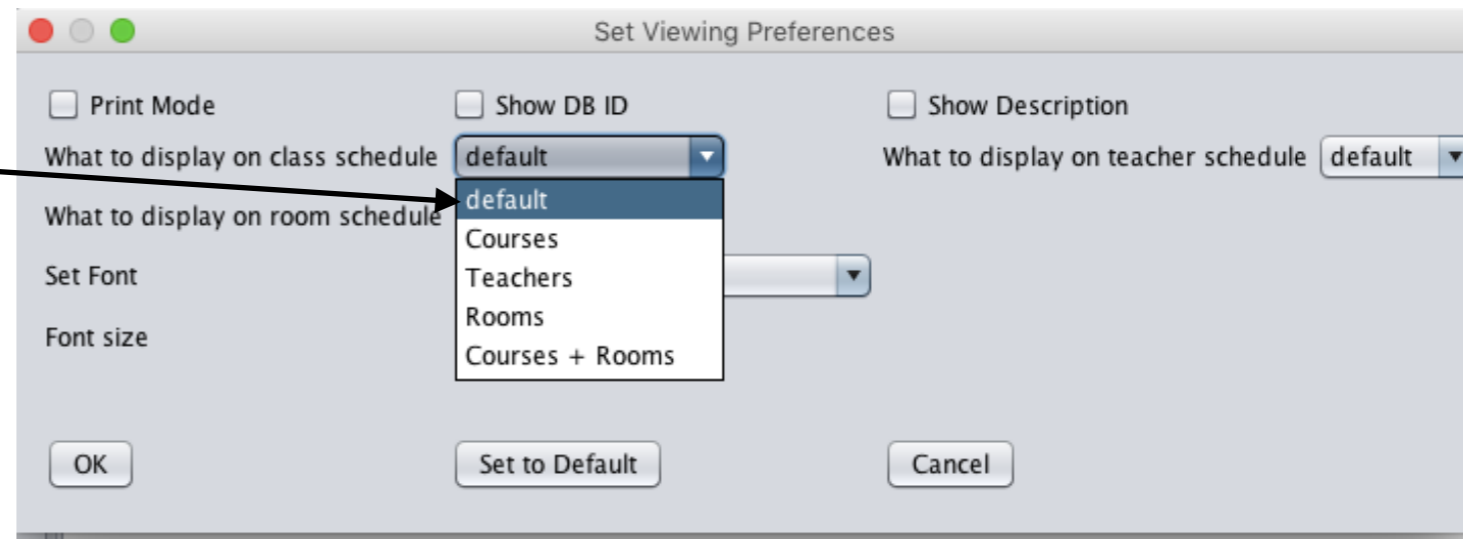 Set Viewing Preferences
Print Mode
Show DB ID
Show Description
What to display on class schedule
default
What to display on teacher schedule
default
default
What to display on room schedule
Courses
Set Font
Teachers
Rooms
Font size
Courses + Rooms
OK
Set to Default
Cancel